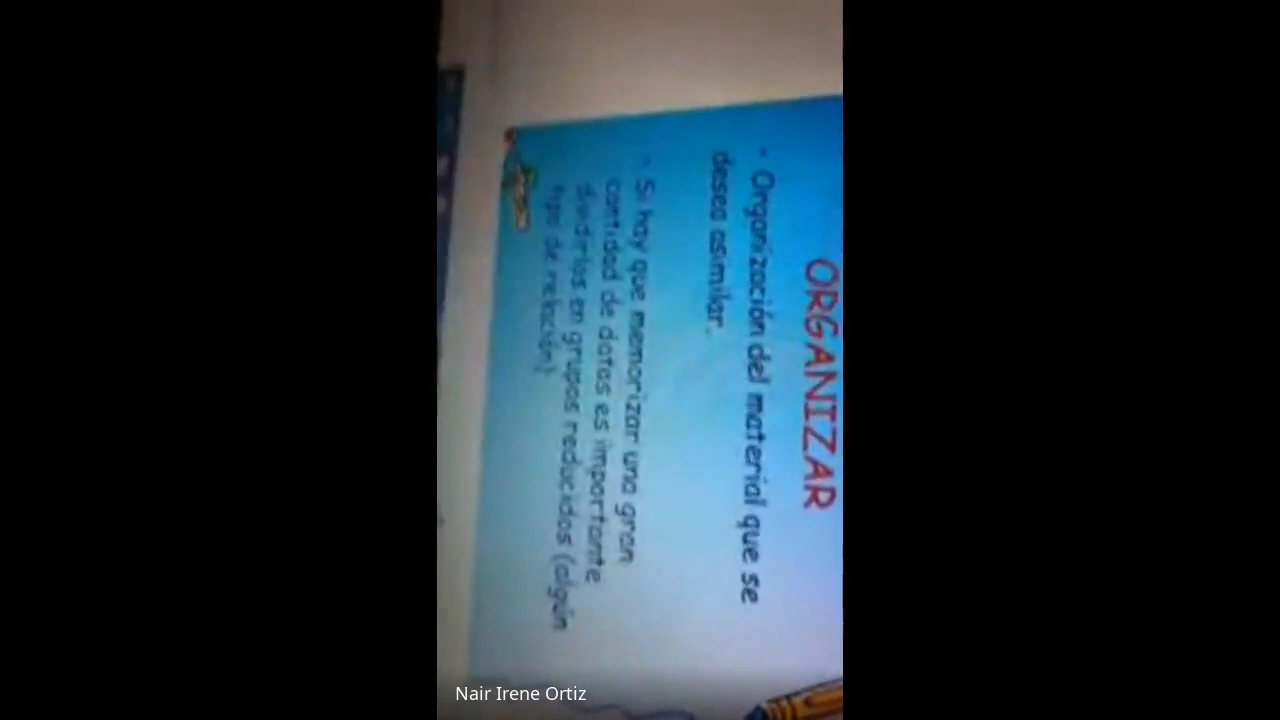 ORGANIZAR
• Organización del material que se
desea asimilar.
• Si hay que memorizar una gran
cantidad de datos es importante
dividirlos en grupos reducidos (algún
tipo de relación)
Nair Irene Ortiz